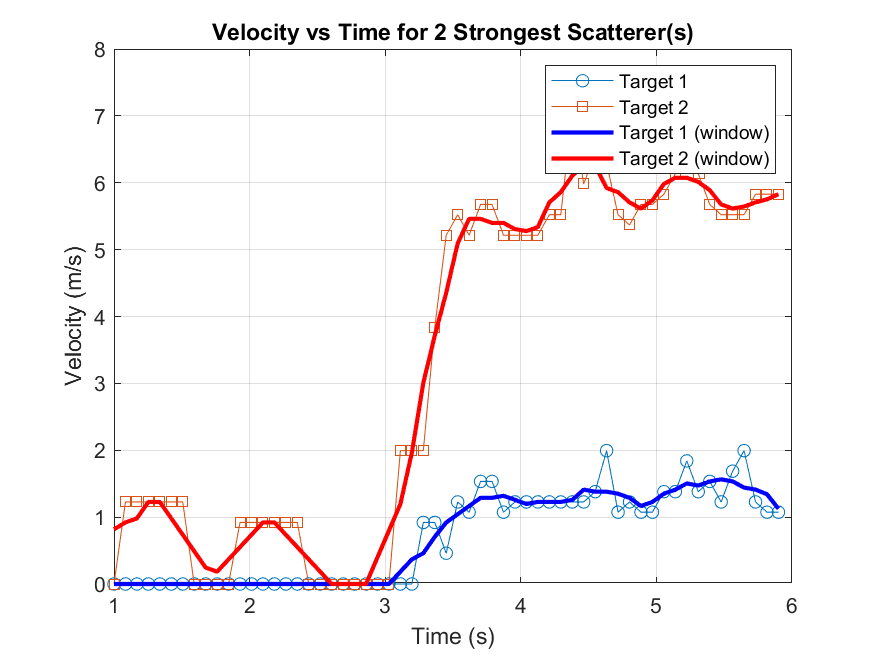 Velocity vs Time for 2 Strongest Scatterer(s)
8
7
6
5
4
3
2
1
0
Velocity (m/s)
Target 1
Target 2
Target 1 (window)
Target 2 (window)
1 2 3 4 5 6
Time (s)